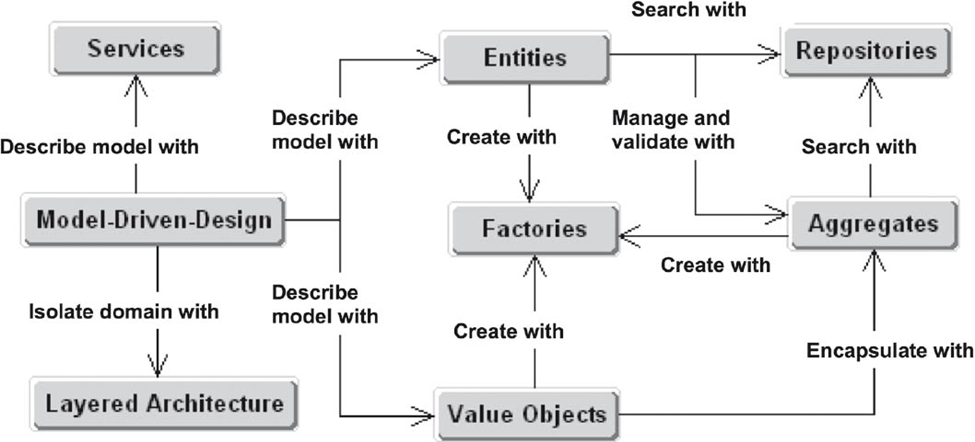 Search with
Services
Entities
Repositories
Describe
model with
Manage and
validate with
Create with
Describe model with
Search with
Model-Driven-Design
Factories
Aggregates
Create with
Describe
model with
Isolate domain with
Create with
Encapsulate with
Layered Architecture
Value Objects